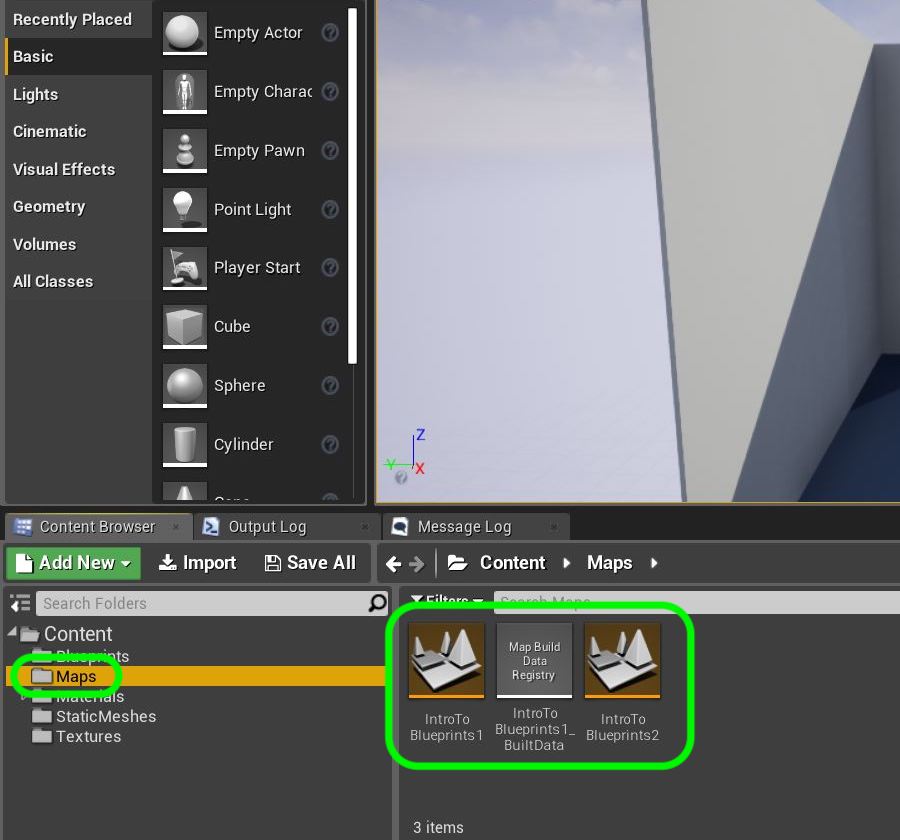 Recently Placed
Basic
Lights
Cinematic
Visual Effects
Geometry
Volumes
All Classes
Empty Actor
Empty Charac
Empty Pawn
Point Light
Player Start
Cube
Sphere
Cylinder
Z
Y
X
Content Browser
Output Log
Message Log
Add New
Import
Save All
Content
Maps
Search Folders
Filters
Search Maps
Content
Blueprints
Maps
Materials
StaticMeshes
Textures
Map Build
Data
Registry
IntroTo
Blueprints1
IntroTo
Blueprints1_
BuiltData
IntroTo
Blueprints2
3 items